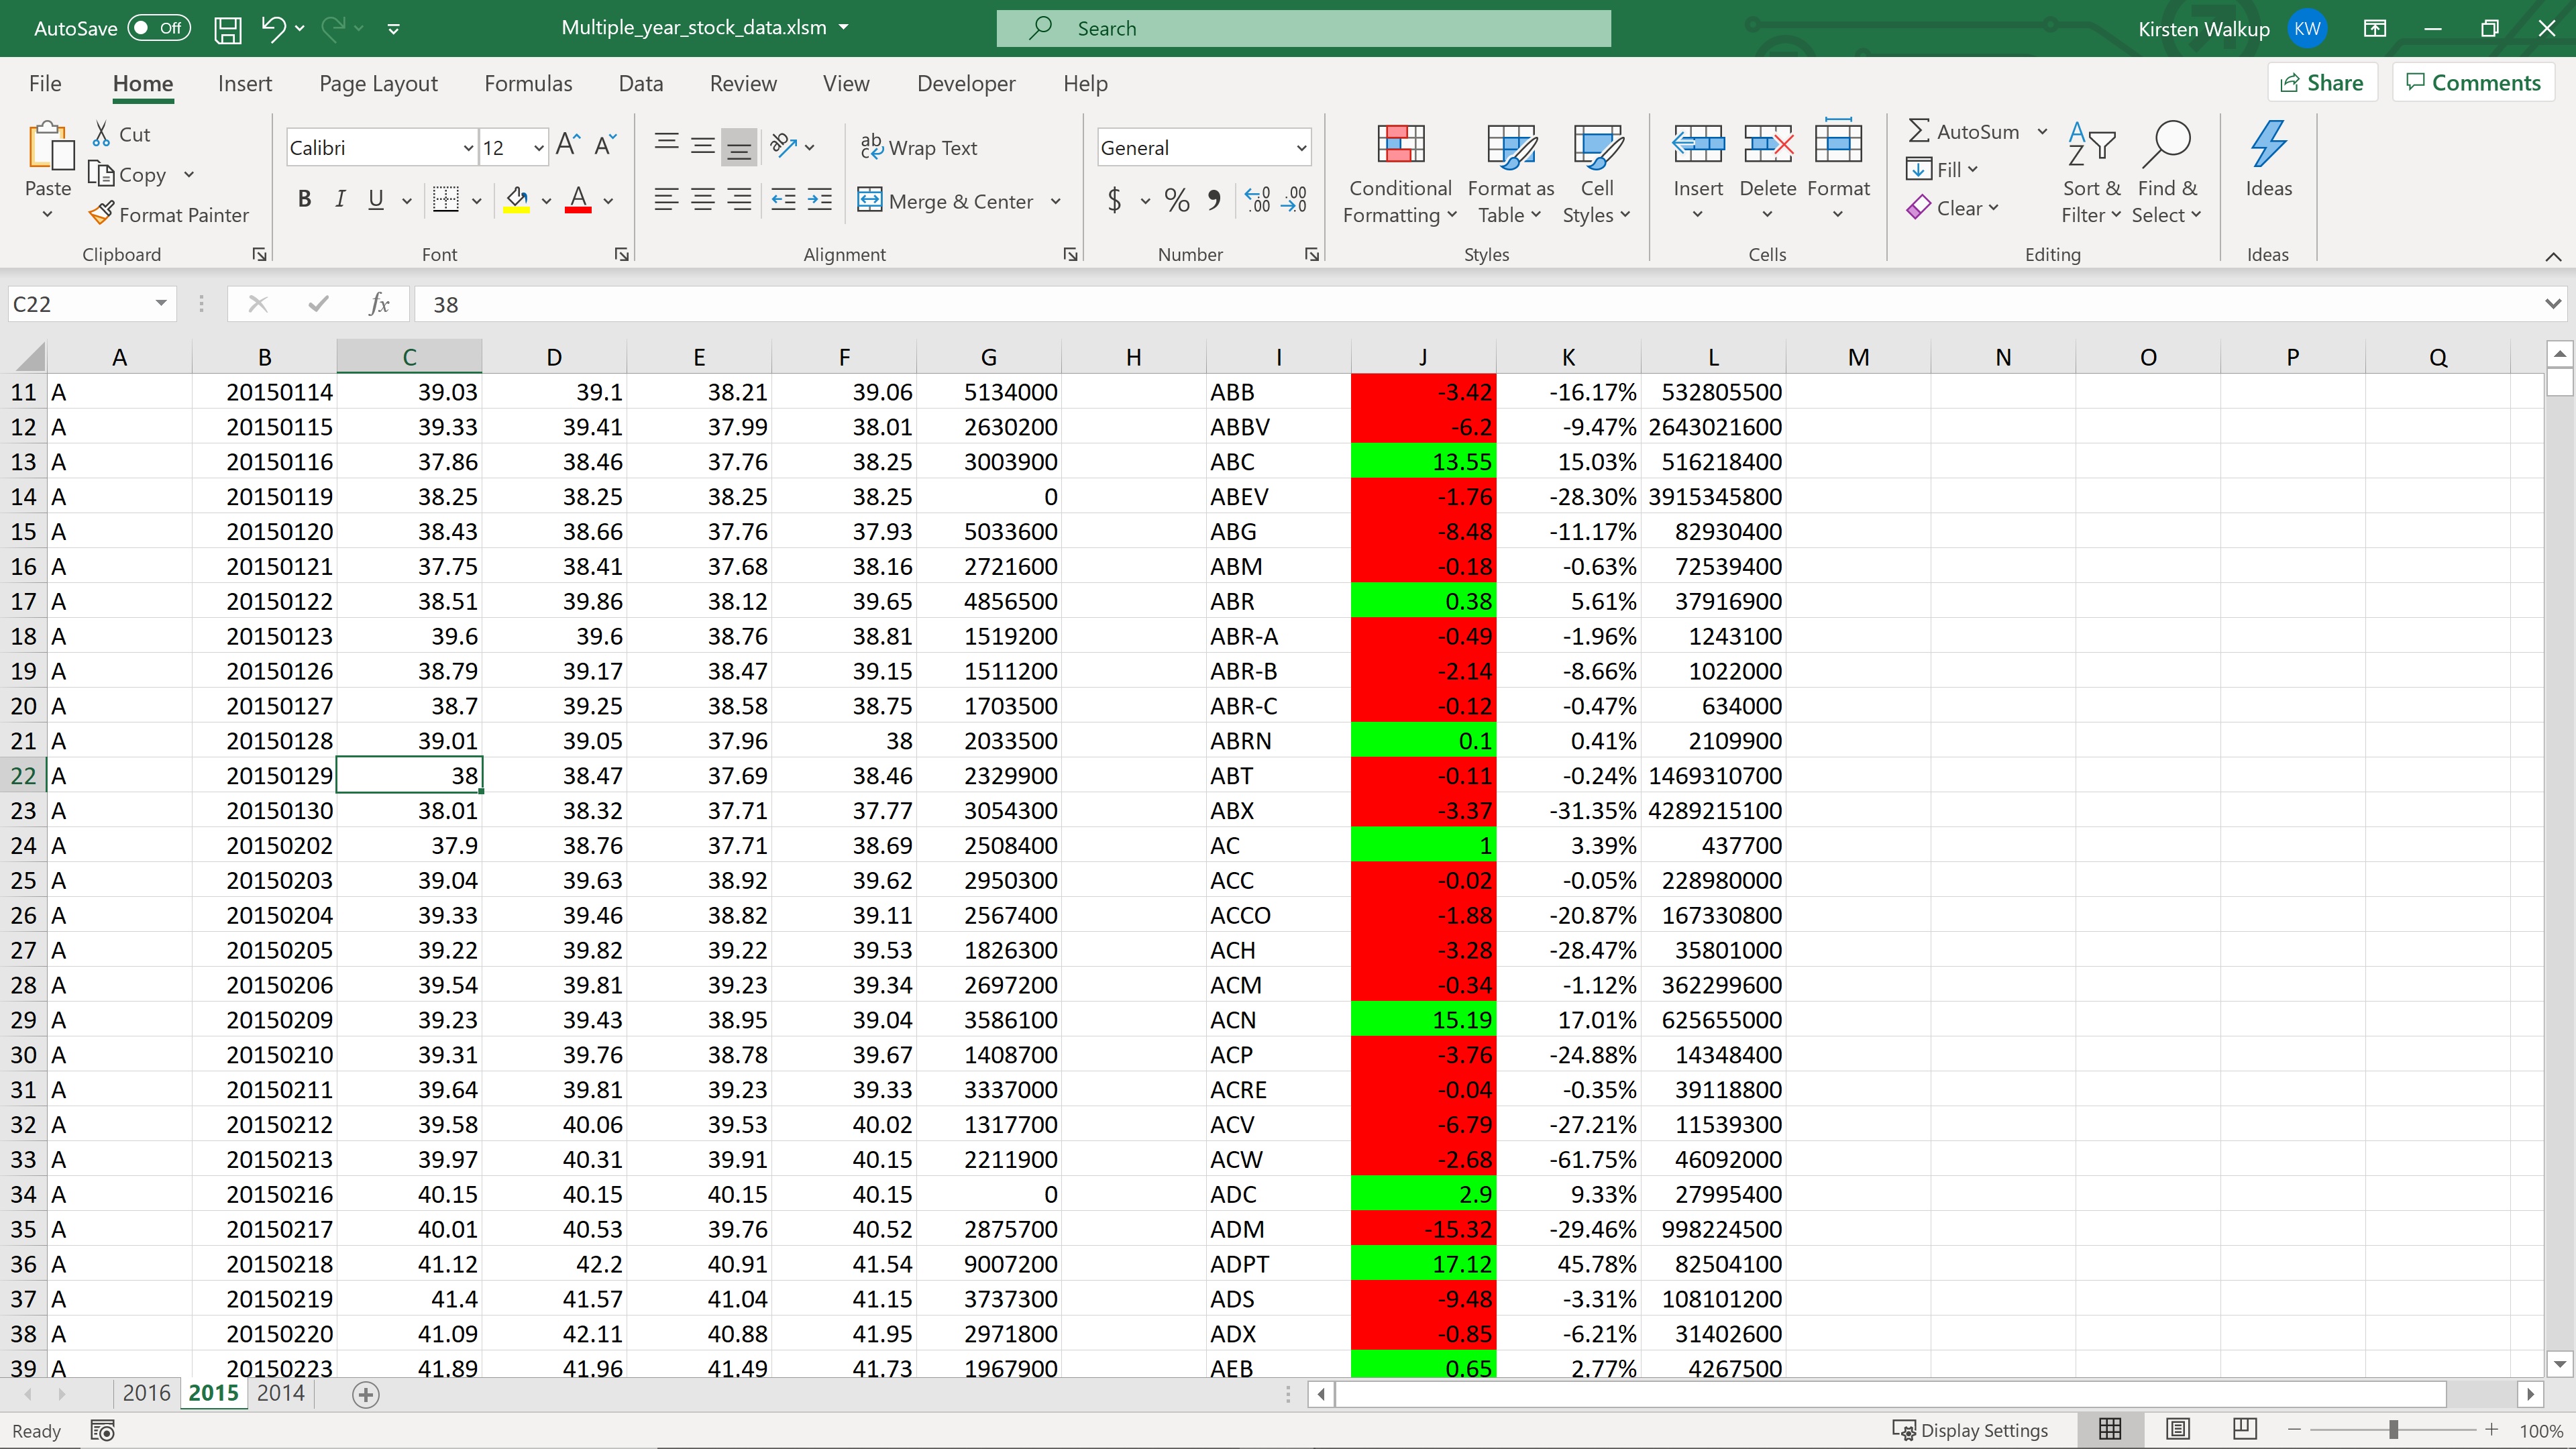 AutoSave Off Multiple_year_stock_data.xlsm Search Kirsten Walkup KW
File Home Insert Page Layout Formulas Data Review View Developer Help Share Comments
Paste Cut Copy Format Painter Clipboard
Calibri 12 B I U A Font
Wrap Text Merge & Center Alignment
General $ % Number
Conditional Formatting Format as Table Cell Styles Styles
Insert Delete Format Cells
AutoSum Fill Clear Sort & Filter Find & Select Editing
Ideas Ideas
C22 fx 38
A B C D E F G H I J K L M N O P Q
11 A 20150114 39.03 39.1 38.21 39.06 5134000 ABB -3.42 -16.17% 532805500
12 A 20150115 39.33 39.41 37.99 38.01 2630200 ABBV -6.2 -9.47% 2643021600
13 A 20150116 37.86 38.46 37.76 38.25 3003900 ABC 13.55 15.03% 516218400
14 A 20150119 38.25 38.25 38.25 38.25 0 ABEV -1.76 -28.30% 3915345800
15 A 20150120 38.43 38.66 37.76 37.93 5033600 ABG -8.48 -11.17% 82930400
16 A 20150121 37.75 38.41 37.68 38.16 2721600 ABM -0.18 -0.63% 72539400
17 A 20150122 38.51 39.86 38.12 39.65 4856500 ABR 0.38 5.61% 37916900
18 A 20150123 39.6 39.6 38.76 38.81 1519200 ABR-A -0.49 -1.96% 1243100
19 A 20150126 38.79 39.17 38.47 39.15 1511200 ABR-B -2.14 -8.66% 1022000
20 A 20150127 38.7 39.25 38.58 38.75 1703500 ABR-C -0.12 -0.47% 634000
21 A 20150128 39.01 39.05 37.96 38 2033500 ABRN 0.1 0.41% 2109900
22 A 20150129 38 38.47 37.69 38.46 2329900 ABT -0.11 -0.24% 1469310700
23 A 20150130 38.01 38.32 37.71 37.77 3054300 ABX -3.37 -31.35% 4289215100
24 A 20150202 37.9 38.76 37.71 38.69 2508400 AC 1 3.39% 437700
25 A 20150203 39.04 39.63 38.92 39.62 2950300 ACC -0.02 -0.05% 228980000
26 A 20150204 39.33 39.46 38.82 39.11 2567400 ACCO -1.88 -20.87% 167330800
27 A 20150205 39.22 39.82 39.22 39.53 1826300 ACH -3.28 -28.47% 35801000
28 A 20150206 39.54 39.81 39.23 39.34 2697200 ACM -0.34 -1.12% 362299600
29 A 20150209 39.23 39.43 38.95 39.04 3586100 ACN 15.19 17.01% 625655000
30 A 20150210 39.31 39.76 38.78 39.67 1408700 ACP -3.76 -24.88% 14348400
31 A 20150211 39.64 39.81 39.23 39.33 3337000 ACRE -0.04 -0.35% 39118800
32 A 20150212 39.58 40.06 39.53 40.02 1317700 ACV -6.79 -27.21% 11539300
33 A 20150213 39.97 40.31 39.91 40.15 2211900 ACW -2.68 -61.75% 46092000
34 A 20150216 40.15 40.15 40.15 40.15 0 ADC 2.9 9.33% 27995400
35 A 20150217 40.01 40.53 39.76 40.52 2875700 ADM -15.32 -29.46% 998224500
36 A 20150218 41.12 42.2 40.91 41.54 9007200 ADPT 17.12 45.78% 82504100
37 A 20150219 41.4 41.57 41.04 41.15 3737300 ADS -9.48 -3.31% 108101200
38 A 20150220 41.09 42.11 40.88 41.95 2971800 ADX -0.85 -6.21% 31402600
39 A 20150223 41.89 41.96 41.49 41.73 1967900 AEB 0.65 2.77% 4267500
2016 2015 2014
Ready Display Settings 100%